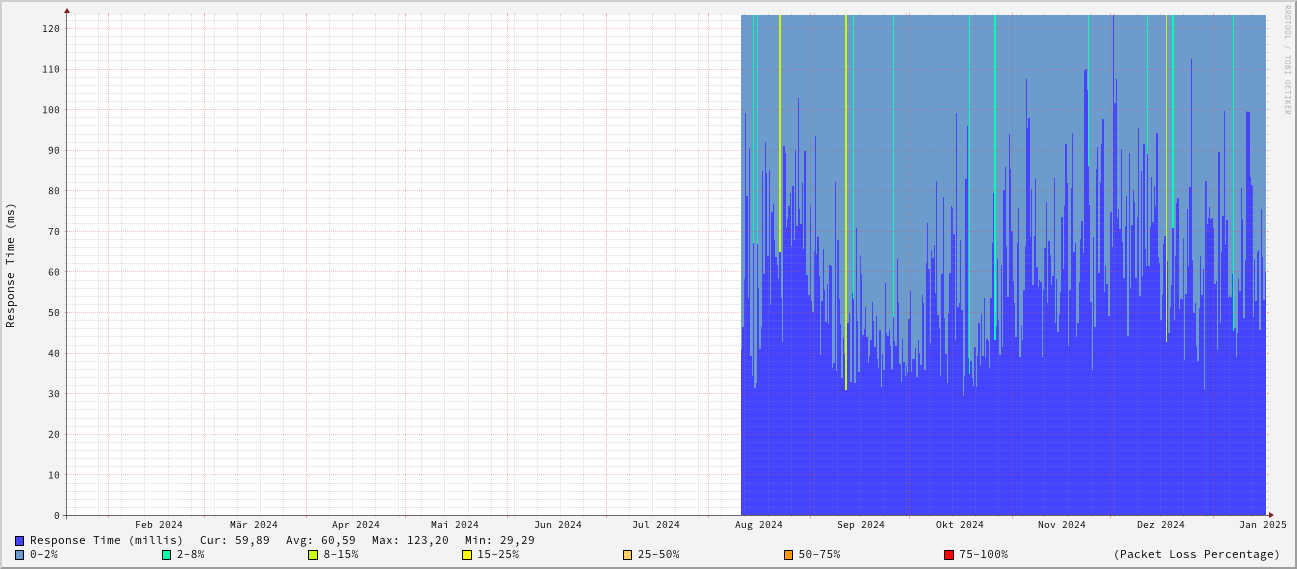 RRDTOOL / TOBI OETIKER
Response Time (ms)
120
110
100
90
80
70
60
50
40
30
20
10
0
Feb 2024 Mär 2024 Apr 2024 Mai 2024 Jun 2024 Jul 2024 Aug 2024 Sep 2024 Okt 2024 Nov 2024 Dez 2024 Jan 2025
Response Time (millis) Cur: 59,89 Avg: 60,59 Max: 123,20 Min: 29,29
0-2% 2-8% 8-15% 15-25% 25-50% 50-75% 75-100% (Packet Loss Percentage)